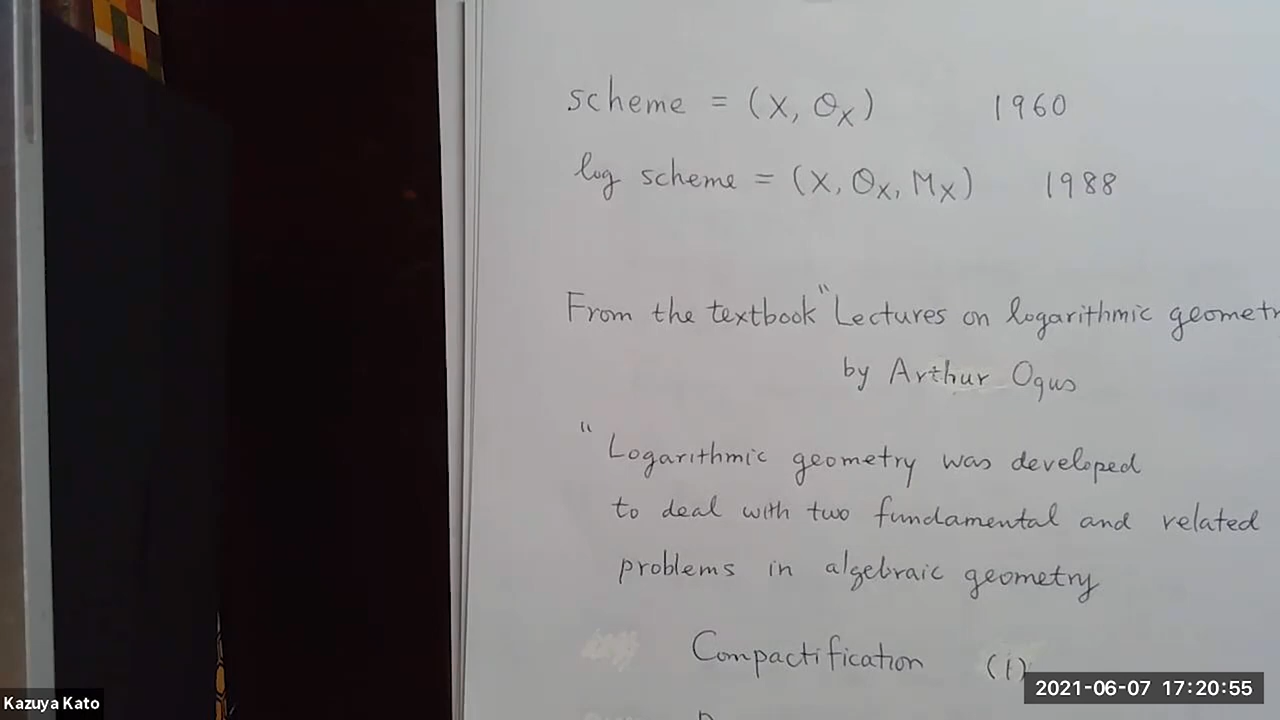 scheme = (X, O_X) 1960
log scheme = (X, O_X, M_X) 1988
From the textbook "Lectures on logarithmic geometr
by Arthur Ogus
" Logarithmic geometry was developed
to deal with two fundamental and related
problems in algebraic geometry
Compactification (1)
2021-06-07 17:20:55
Kazuya Kato